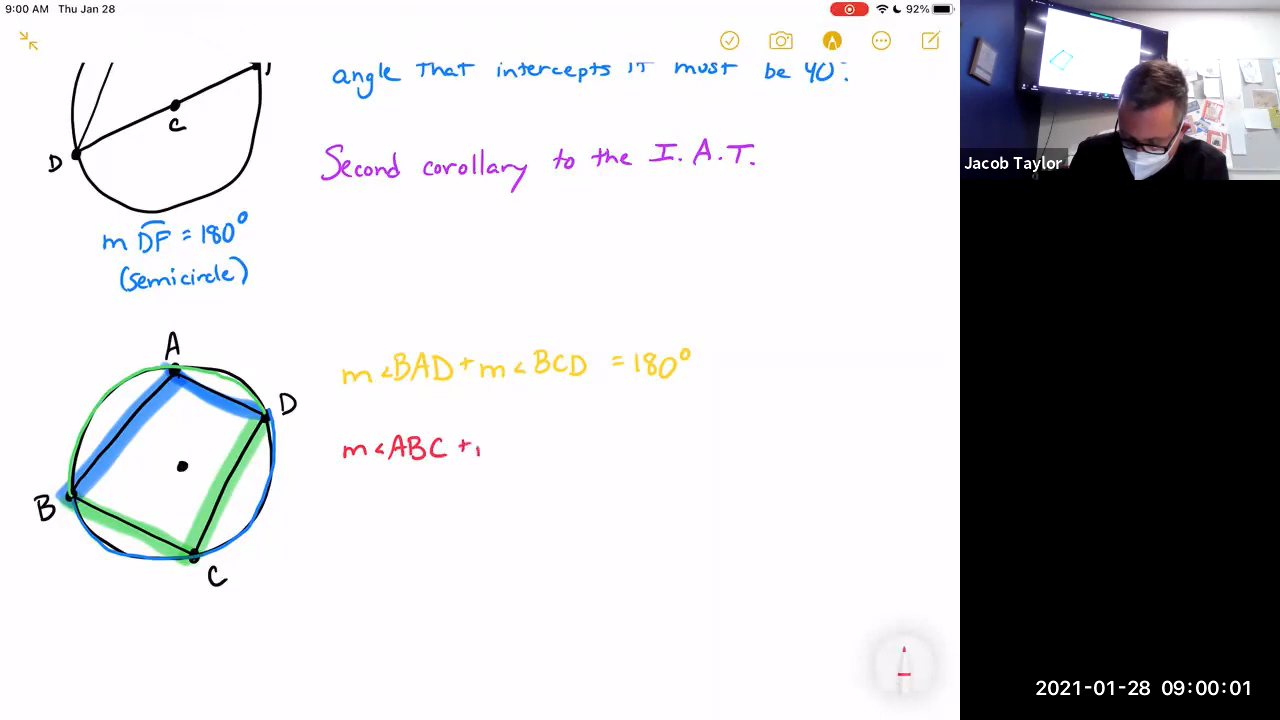 9:00 AM Thu Jan 28
92%
angle that intercepts it must be 40°.
C
D
Second corollary to the I.A.T.
m DF = 180°
(semicircle)
A
m∠BAD + m∠BCD = 180°
D
m∠ABC +
B
C
Jacob Taylor
2021-01-28 09:00:01